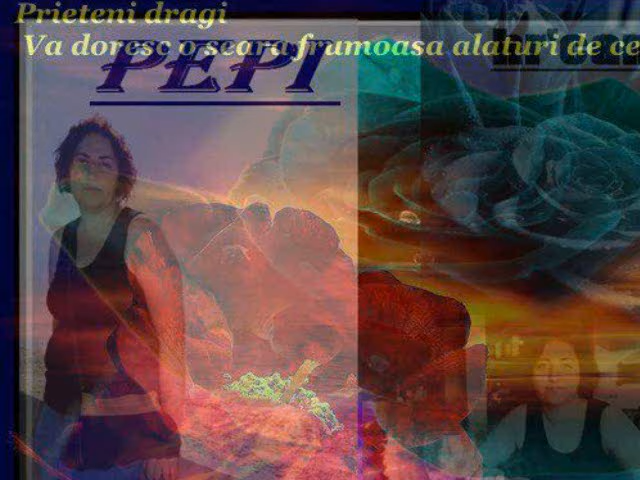 Prieteni dragi
Va doresc o seara frumoasa alaturi de ce
PEPI